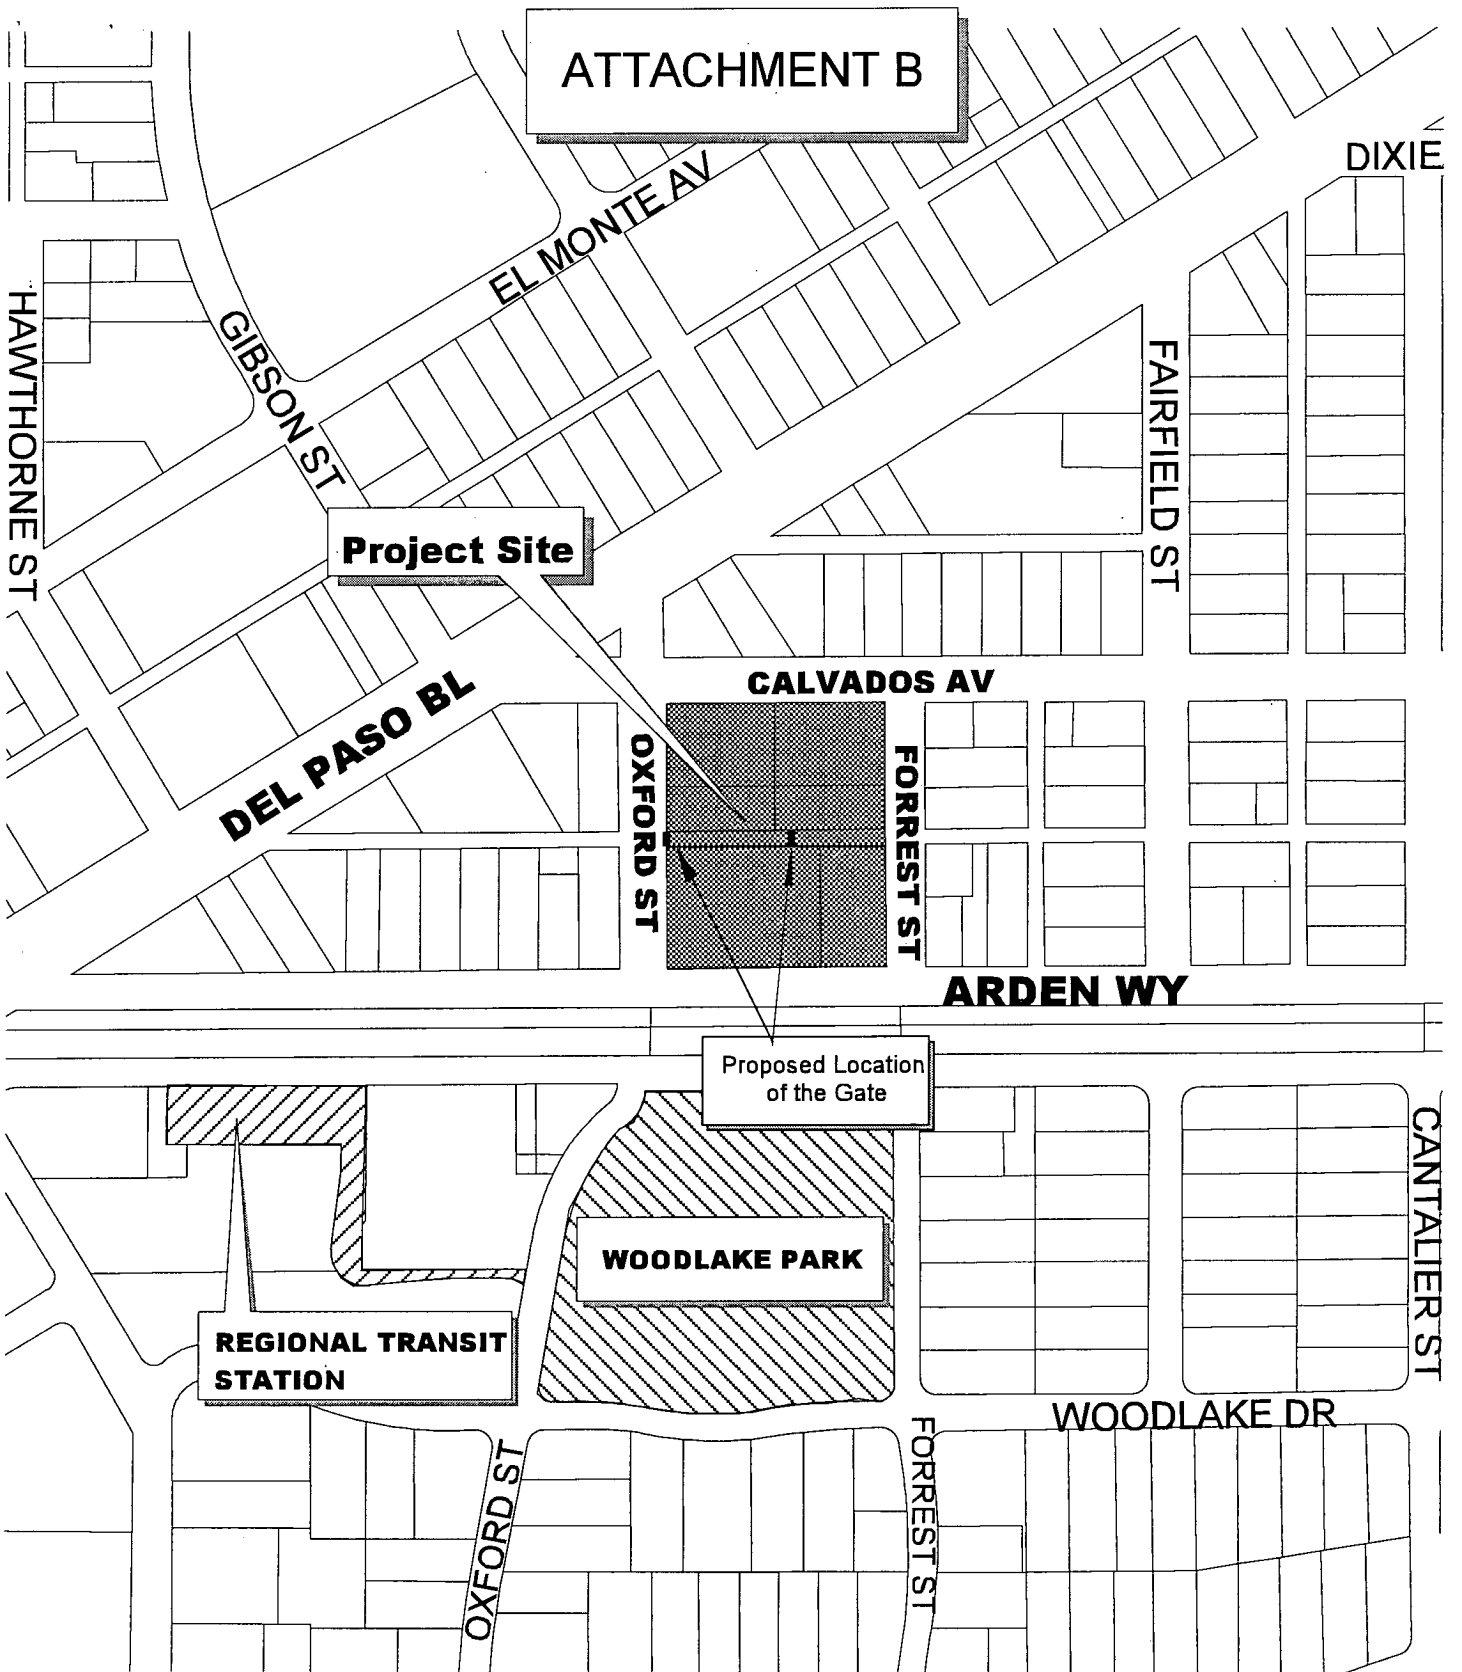 ATTACHMENT B
DIXIE
EL MONTE AV
HAWTHORNE ST
GIBSON ST
FAIRFIELD ST
Project Site
CALVADOS AV
DEL PASO BL
OXFORD ST
FORREST ST
ARDEN WY
Proposed Location
of the Gate
CANTALIER ST
WOODLAKE PARK
REGIONAL TRANSIT
STATION
WOODLAKE DR
OXFORD ST
FORREST ST